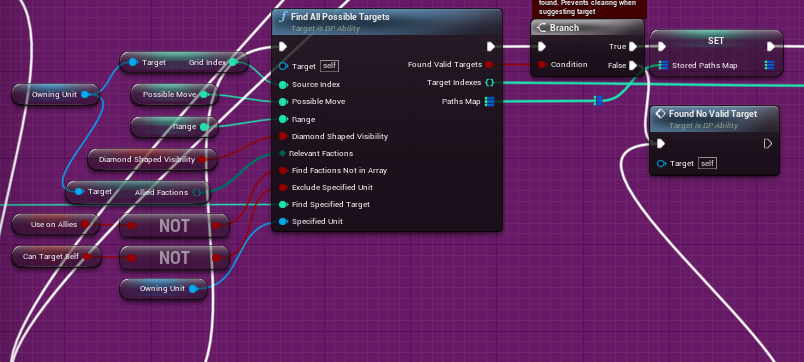 found. Prevents clearing when
suggesting target
Find All Possible Targets
Target is BP Ability
Target self
Source Index
Possible Move
Range
Diamond Shaped Visibility
Relevant Factions
Find Factions Not in Array
Exclude Specified Unit
Find Specified Target
Specified Unit
Found Valid Targets
Target Indexes
Paths Map
Branch
Condition
True
False
SET
Stored Paths Map
Found No Valid Target
Target is BP Ability
Target self
Target Grid Index
Owning Unit
Possible Move
Range
Diamond Shaped Visibility
Target Allied Factions
Use on Allies
NOT
Can Target Self
NOT
Owning Unit